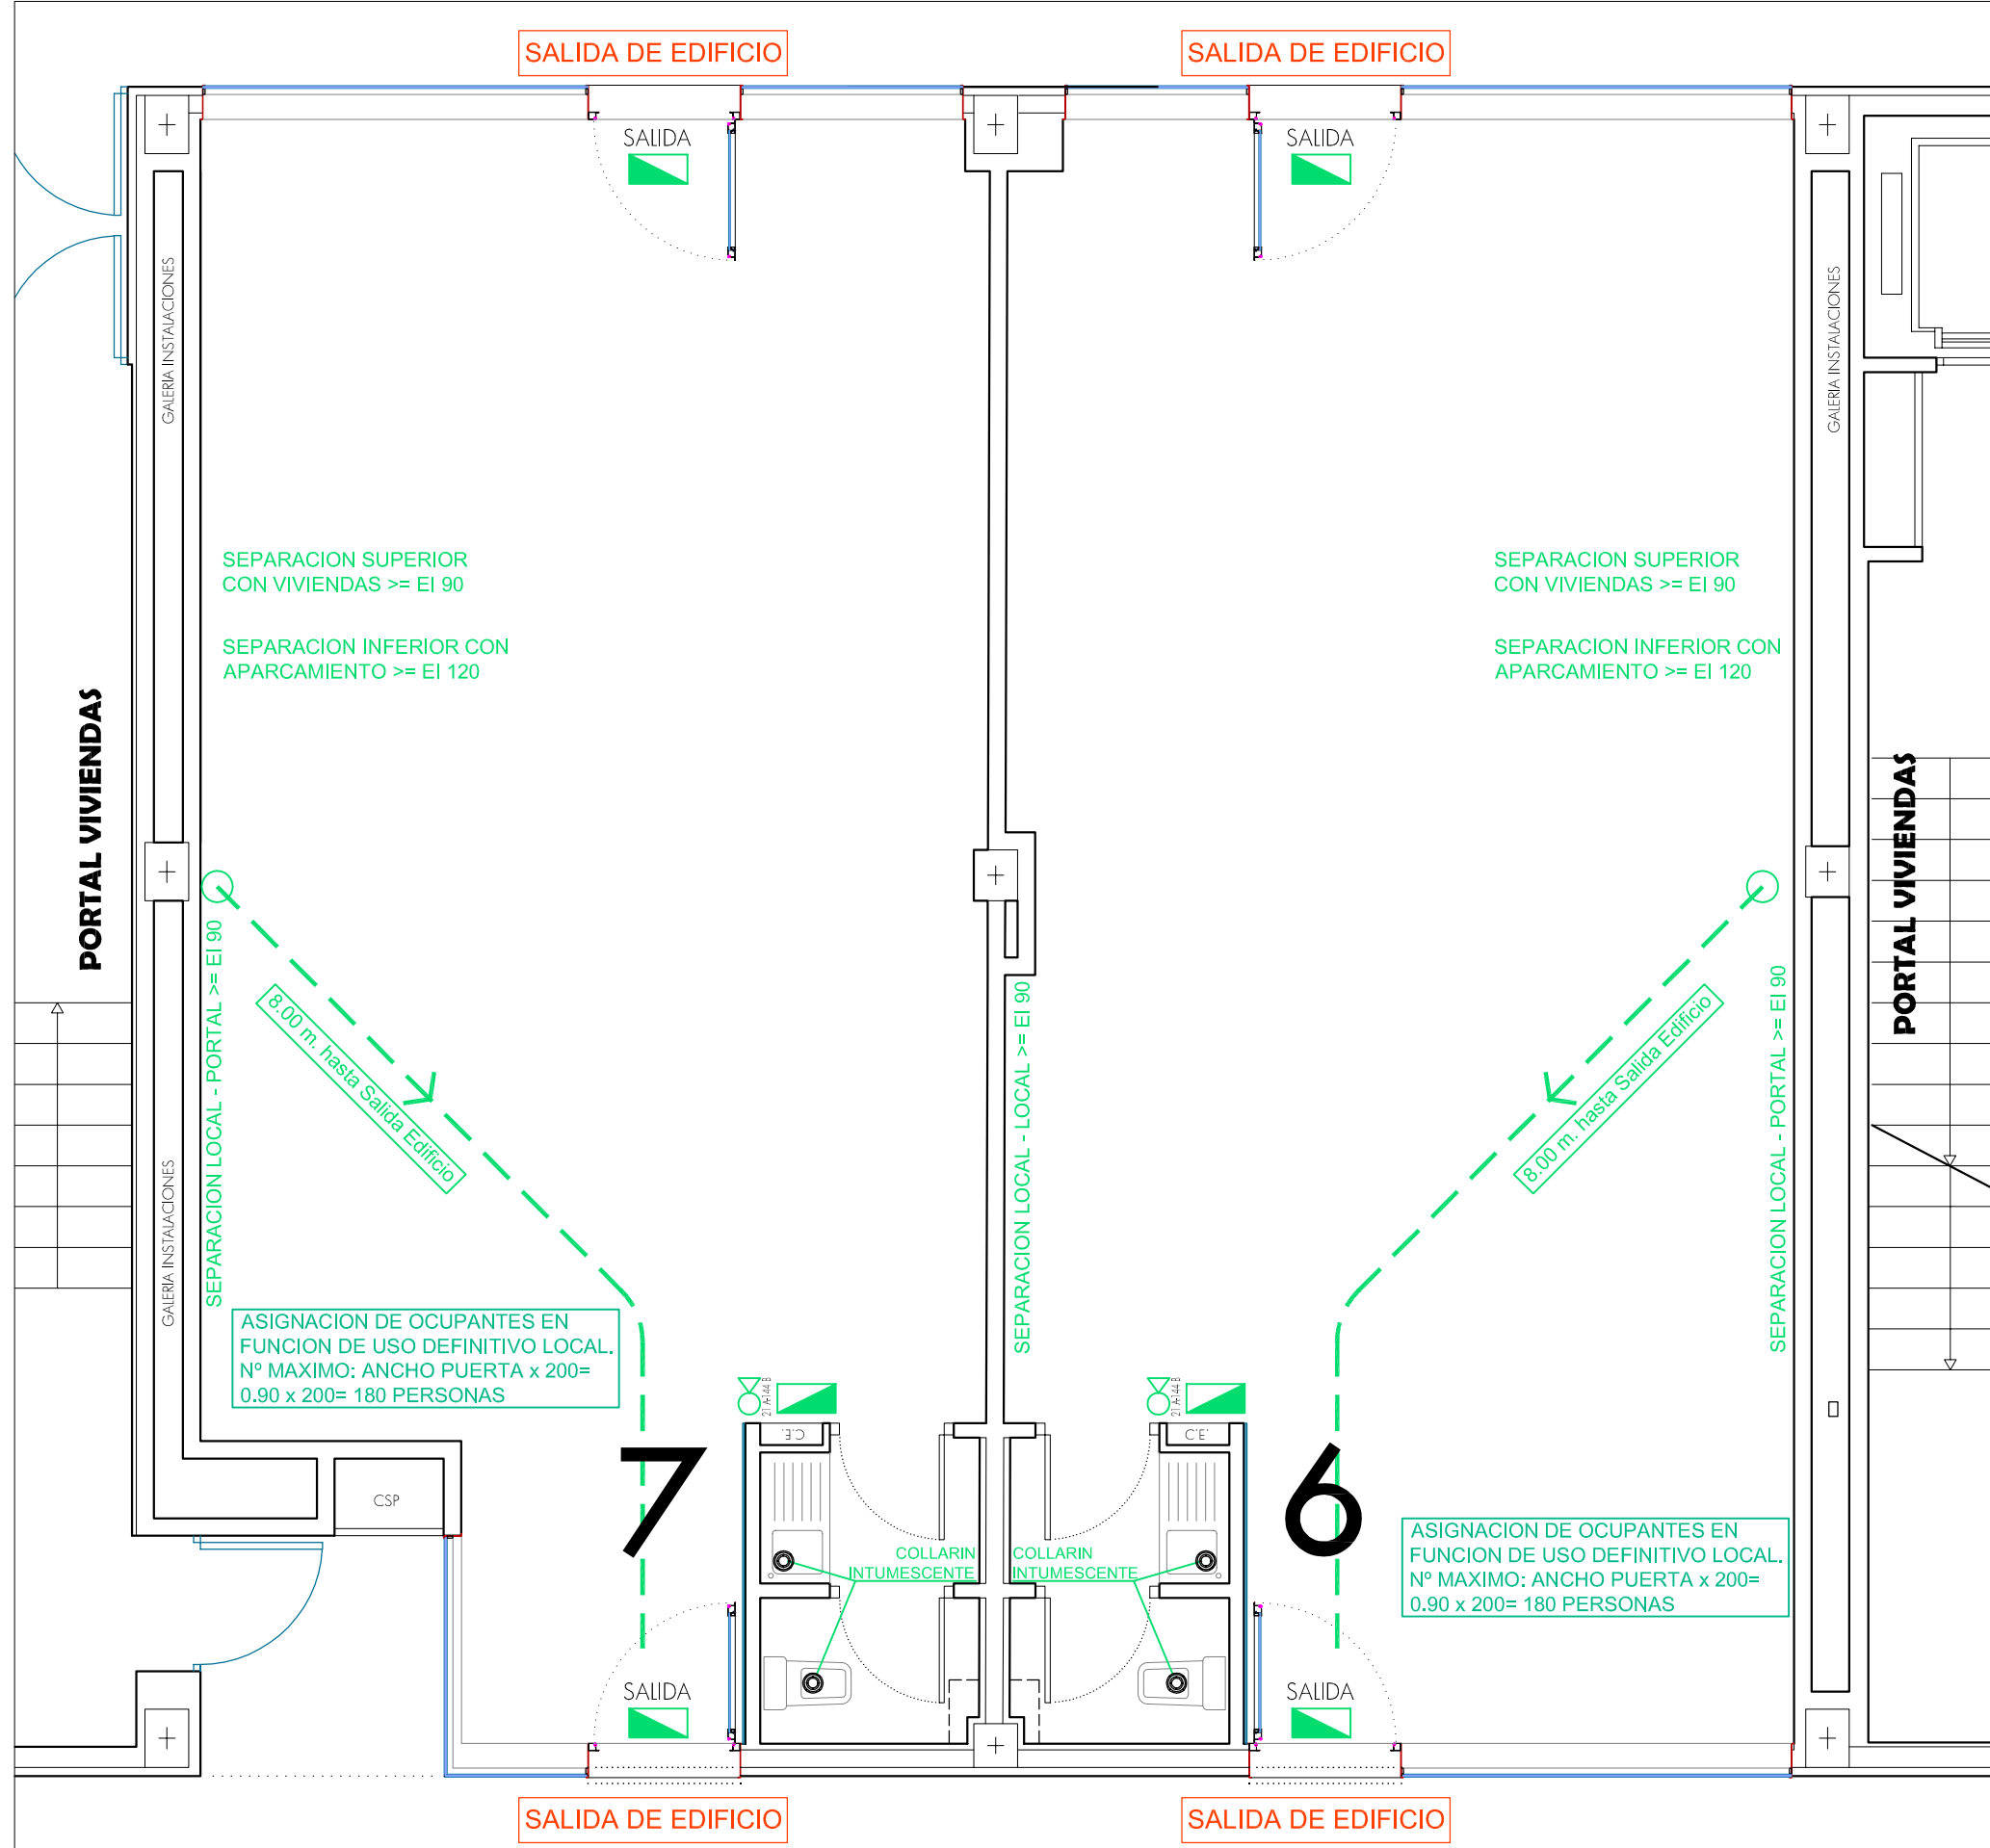 SALIDA DE EDIFICIO
SALIDA DE EDIFICIO
SALIDA
SALIDA
GALERIA INSTALACIONES
GALERIA INSTALACIONES
SEPARACION SUPERIOR
CON VIVIENDAS >= EI 90
SEPARACION INFERIOR CON
APARCAMIENTO >= EI 120
SEPARACION SUPERIOR
CON VIVIENDAS >= EI 90
SEPARACION INFERIOR CON
APARCAMIENTO >= EI 120
PORTAL VIVIENDAS
PORTAL VIVIENDAS
SEPARACION LOCAL - PORTAL >= EI 90
8.00 m. hasta Salida Edificio
SEPARACION LOCAL - LOCAL >= EI 90
8.00 m. hasta Salida Edificio
SEPARACION LOCAL - PORTAL >= EI 90
GALERIA INSTALACIONES
ASIGNACION DE OCUPANTES EN
FUNCION DE USO DEFINITIVO LOCAL.
Nº MAXIMO: ANCHO PUERTA x 200=
0.90 x 200= 180 PERSONAS
21 A-144 B
21 A-144 B
C.E.
C.E.
CSP
7
6
COLLARIN
INTUMESCENTE
COLLARIN
INTUMESCENTE
ASIGNACION DE OCUPANTES EN
FUNCION DE USO DEFINITIVO LOCAL.
Nº MAXIMO: ANCHO PUERTA x 200=
0.90 x 200= 180 PERSONAS
SALIDA
SALIDA
SALIDA DE EDIFICIO
SALIDA DE EDIFICIO